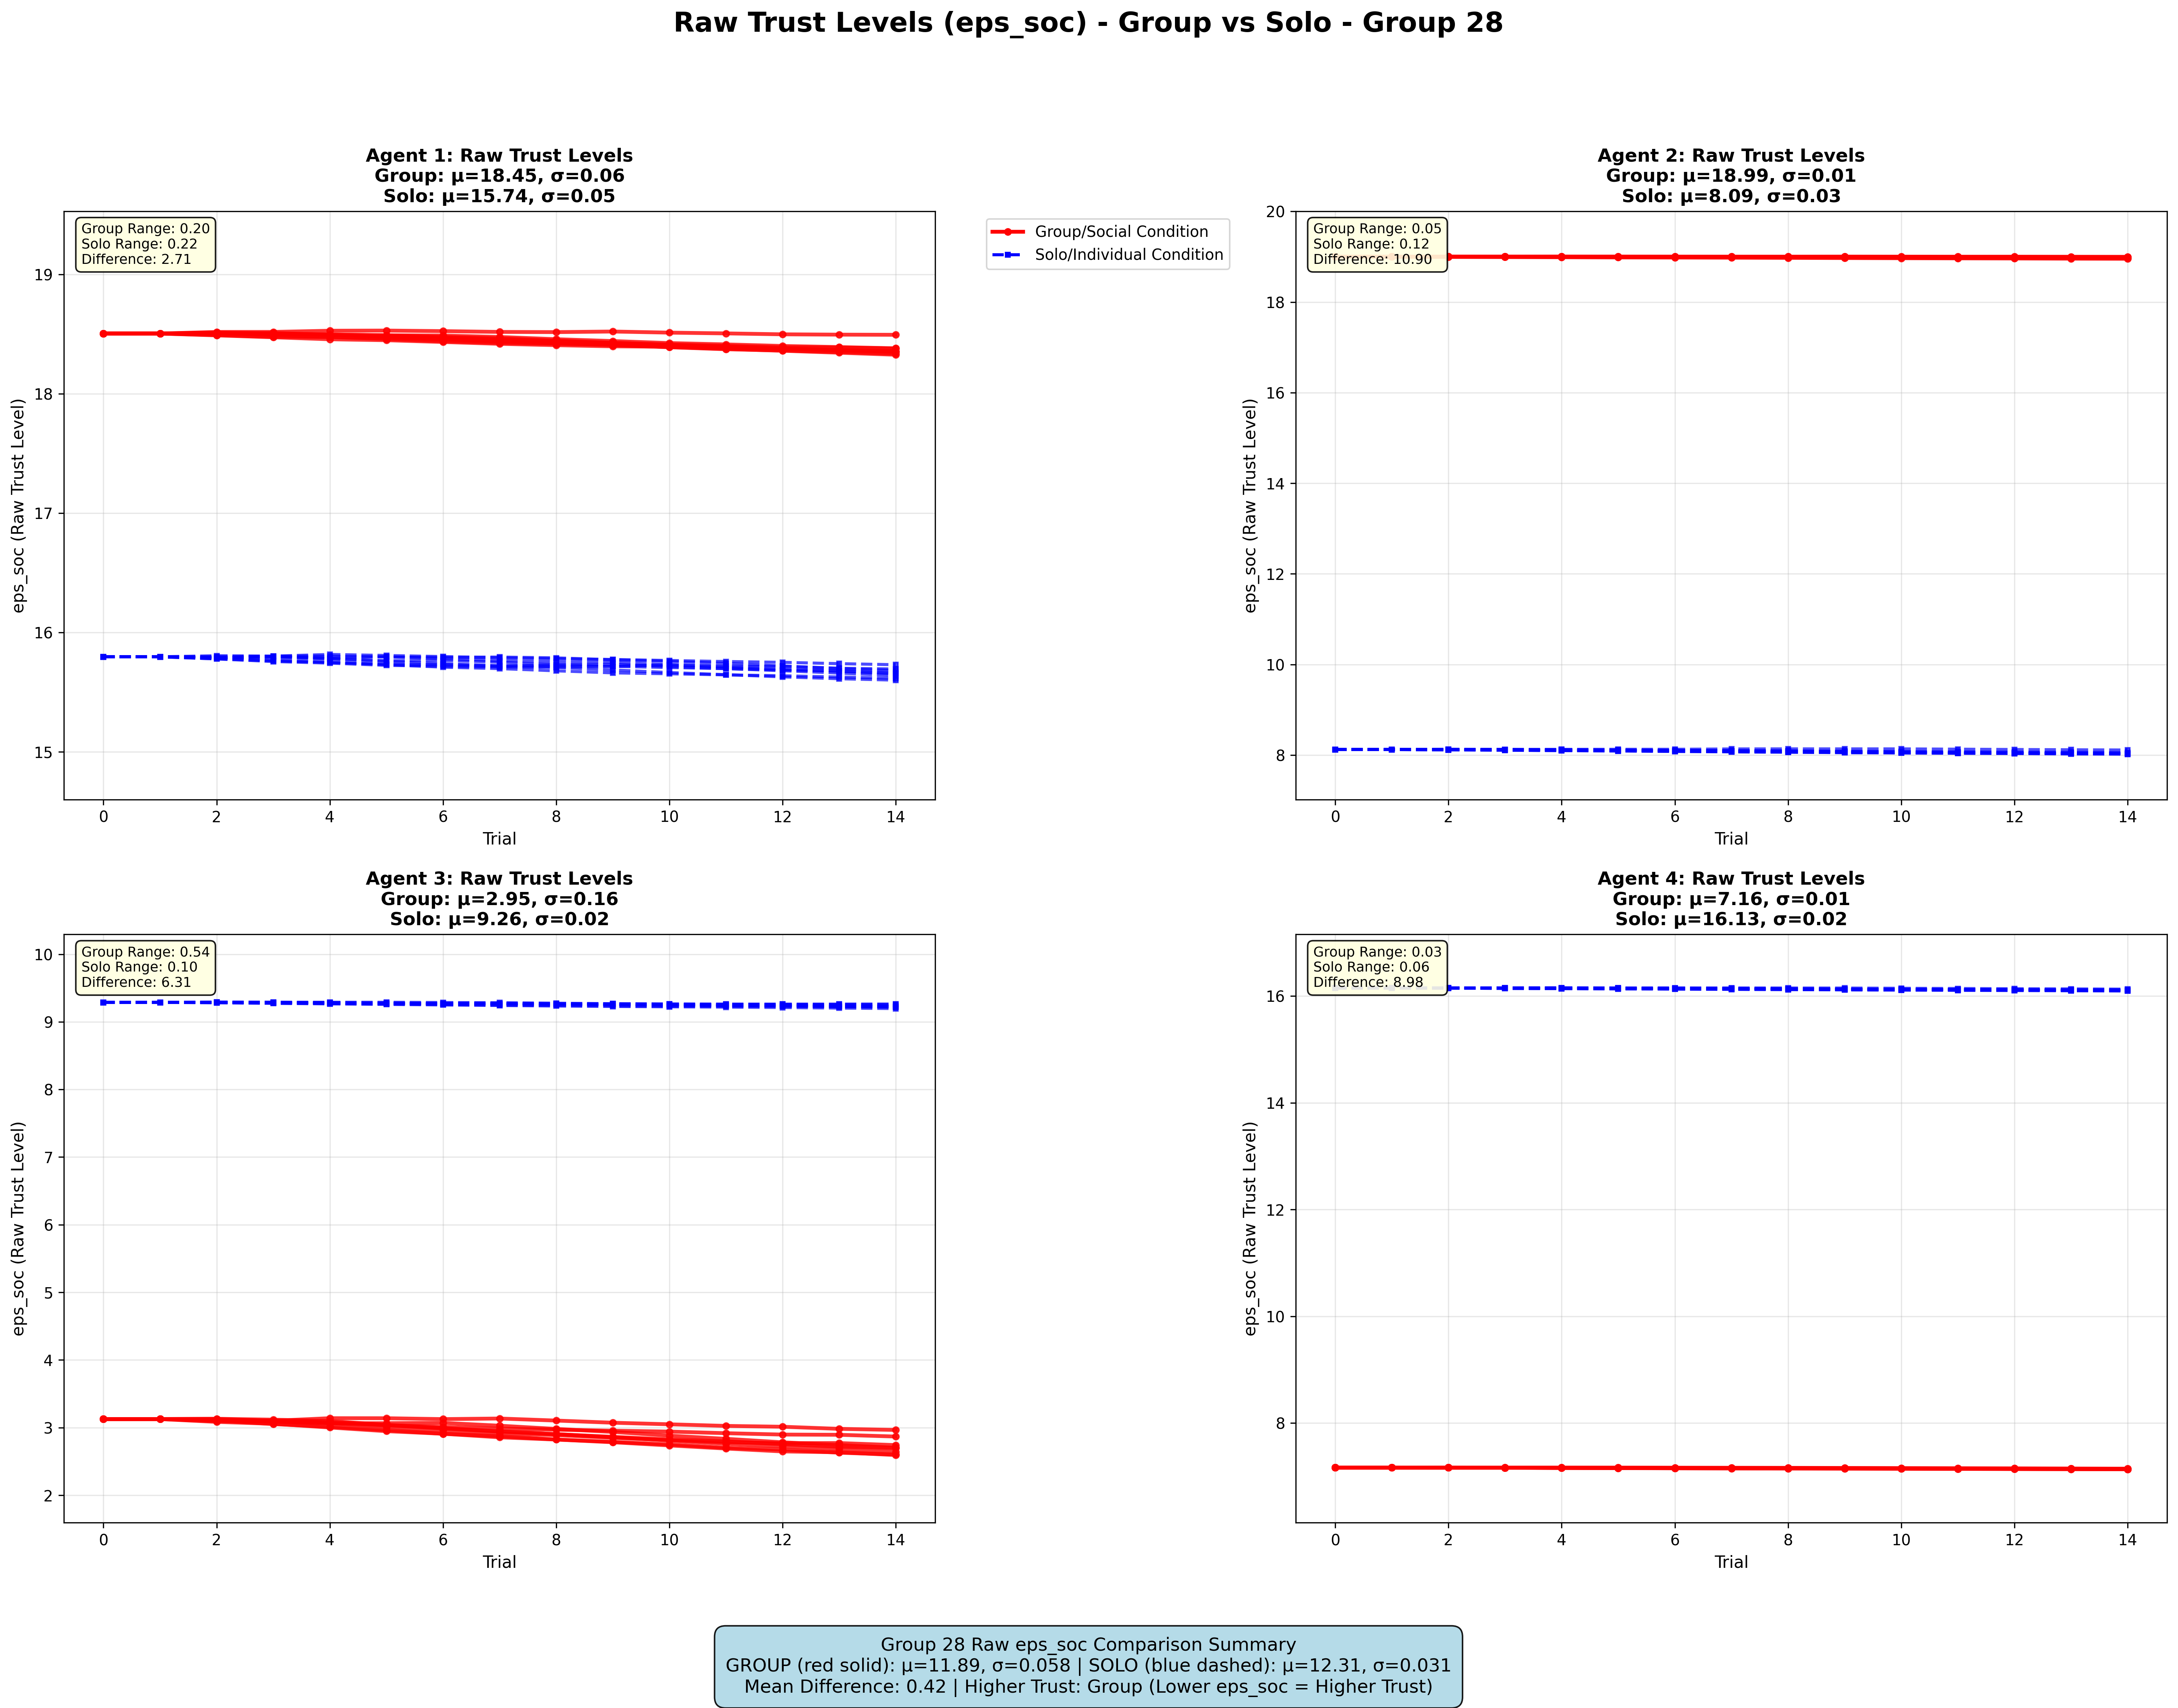 Raw Trust Levels (eps_soc) - Group vs Solo - Group 28
Agent 1: Raw Trust Levels
Group: μ=18.45, σ=0.06
Solo: μ=15.74, σ=0.05
Group Range: 0.20
Solo Range: 0.22
Difference: 2.71
19
18
17
16
15
eps_soc (Raw Trust Level)
0 2 4 6 8 10 12 14
Trial
Group/Social Condition
Solo/Individual Condition
Agent 2: Raw Trust Levels
Group: μ=18.99, σ=0.01
Solo: μ=8.09, σ=0.03
Group Range: 0.05
Solo Range: 0.12
Difference: 10.90
20
18
16
14
12
10
8
eps_soc (Raw Trust Level)
0 2 4 6 8 10 12 14
Trial
Agent 3: Raw Trust Levels
Group: μ=2.95, σ=0.16
Solo: μ=9.26, σ=0.02
Group Range: 0.54
Solo Range: 0.10
Difference: 6.31
10
9
8
7
6
5
4
3
2
eps_soc (Raw Trust Level)
0 2 4 6 8 10 12 14
Trial
Agent 4: Raw Trust Levels
Group: μ=7.16, σ=0.01
Solo: μ=16.13, σ=0.02
Group Range: 0.03
Solo Range: 0.06
Difference: 8.98
16
14
12
10
8
eps_soc (Raw Trust Level)
0 2 4 6 8 10 12 14
Trial
Group 28 Raw eps_soc Comparison Summary
GROUP (red solid): μ=11.89, σ=0.058 | SOLO (blue dashed): μ=12.31, σ=0.031
Mean Difference: 0.42 | Higher Trust: Group (Lower eps_soc = Higher Trust)